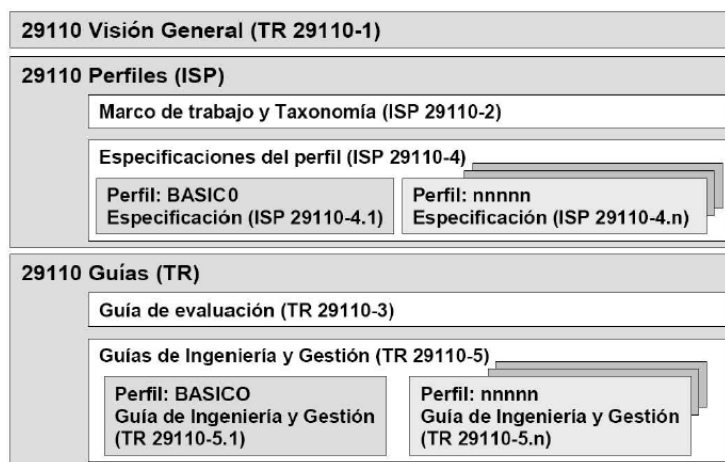 29110 Visión General (TR 29110-1)
29110 Perfiles (ISP)
Marco de trabajo y Taxonomía (ISP 29110-2)
Especificaciones del perfil (ISP 29110-4)
Perfil: BASIC0
Especificación (ISP 29110-4.1)
Perfil: nnnnn
Especificación (ISP 29110-4.n)
29110 Guías (TR)
Guía de evaluación (TR 29110-3)
Guías de Ingeniería y Gestión (TR 29110-5)
Perfil: BASICO
Guía de Ingeniería y Gestión
(TR 29110-5.1)
Perfil: nnnnn
Guía de Ingeniería y Gestión
(TR 29110-5.n)